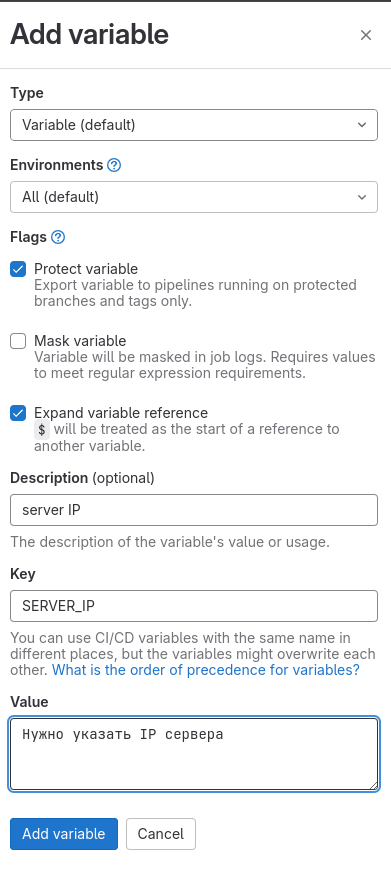 Add variable
Type
Variable (default)
Environments
All (default)
Flags
Protect variable
Export variable to pipelines running on protected
branches and tags only.
Mask variable
Variable will be masked in job logs. Requires values
to meet regular expression requirements.
Expand variable reference
$ will be treated as the start of a reference to
another variable.
Description (optional)
server IP
The description of the variable's value or usage.
Key
SERVER_IP
You can use CI/CD variables with the same name in
different places, but the variables might overwrite each
other. What is the order of precedence for variables?
Value
Нужно указать IP сервера
Add variable Cancel